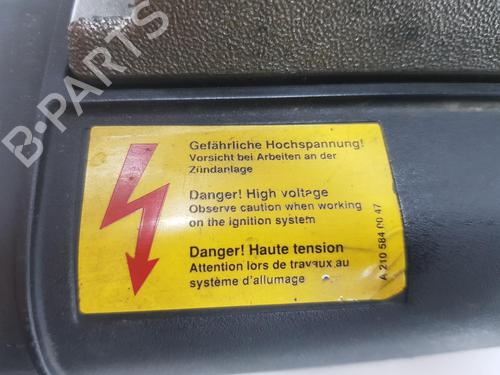 Gefährliche Hochspannung!
Vorsicht bei Arbeiten an der
Zündanlage
Danger! High voltage
Observe caution when working
on the ignition system
Danger! Haute tension
Attention lors de travaux au
système d'allumage
A 210 584 00 47
B-PARTS